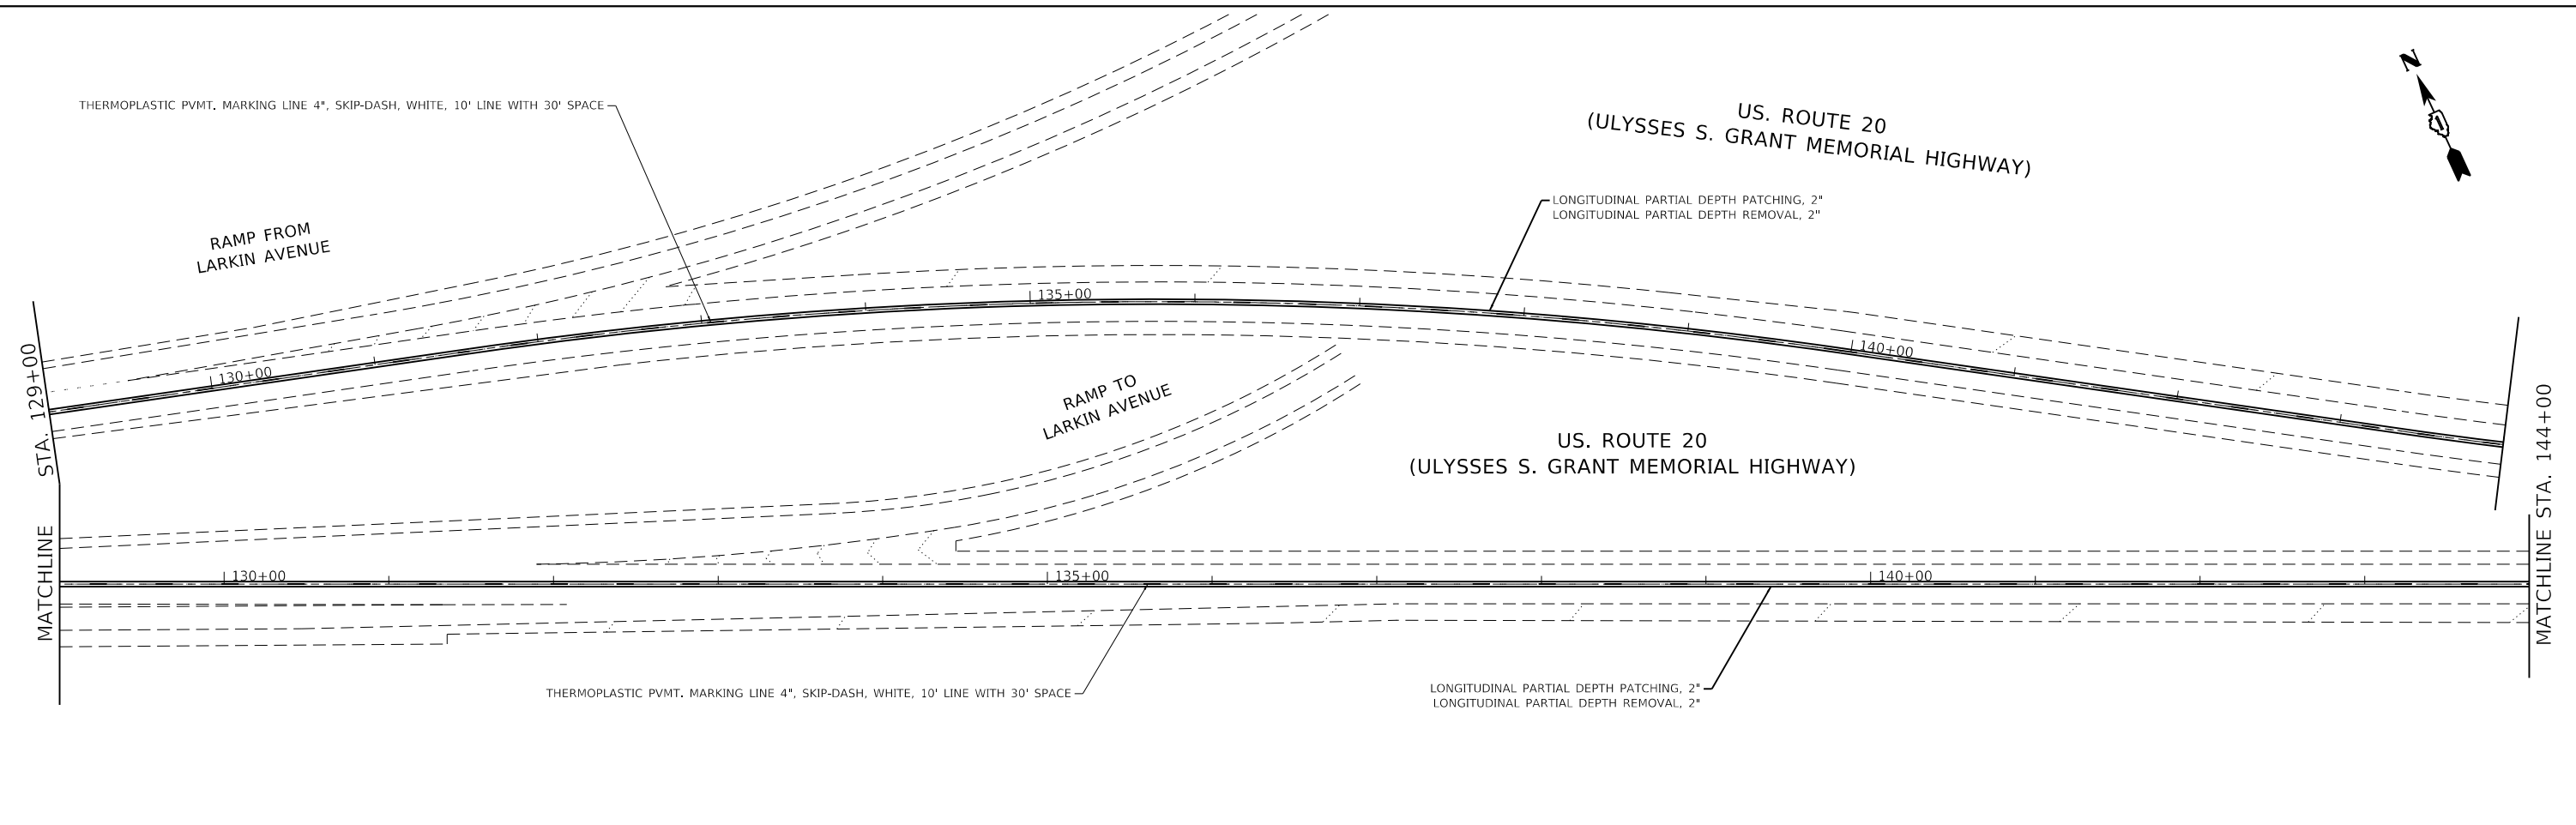 N
THERMOPLASTIC PVMT. MARKING LINE 4", SKIP-DASH, WHITE, 10' LINE WITH 30' SPACE
US. ROUTE 20
(ULYSSES S. GRANT MEMORIAL HIGHWAY)
LONGITUDINAL PARTIAL DEPTH PATCHING, 2"
LONGITUDINAL PARTIAL DEPTH REMOVAL, 2"
RAMP FROM
LARKIN AVENUE
135+00
140+00
130+00
MATCHLINE STA. 129+00
RAMP TO
LARKIN AVENUE
US. ROUTE 20
(ULYSSES S. GRANT MEMORIAL HIGHWAY)
MATCHLINE STA. 144+00
130+00
135+00
140+00
THERMOPLASTIC PVMT. MARKING LINE 4", SKIP-DASH, WHITE, 10' LINE WITH 30' SPACE
LONGITUDINAL PARTIAL DEPTH PATCHING, 2"
LONGITUDINAL PARTIAL DEPTH REMOVAL, 2"